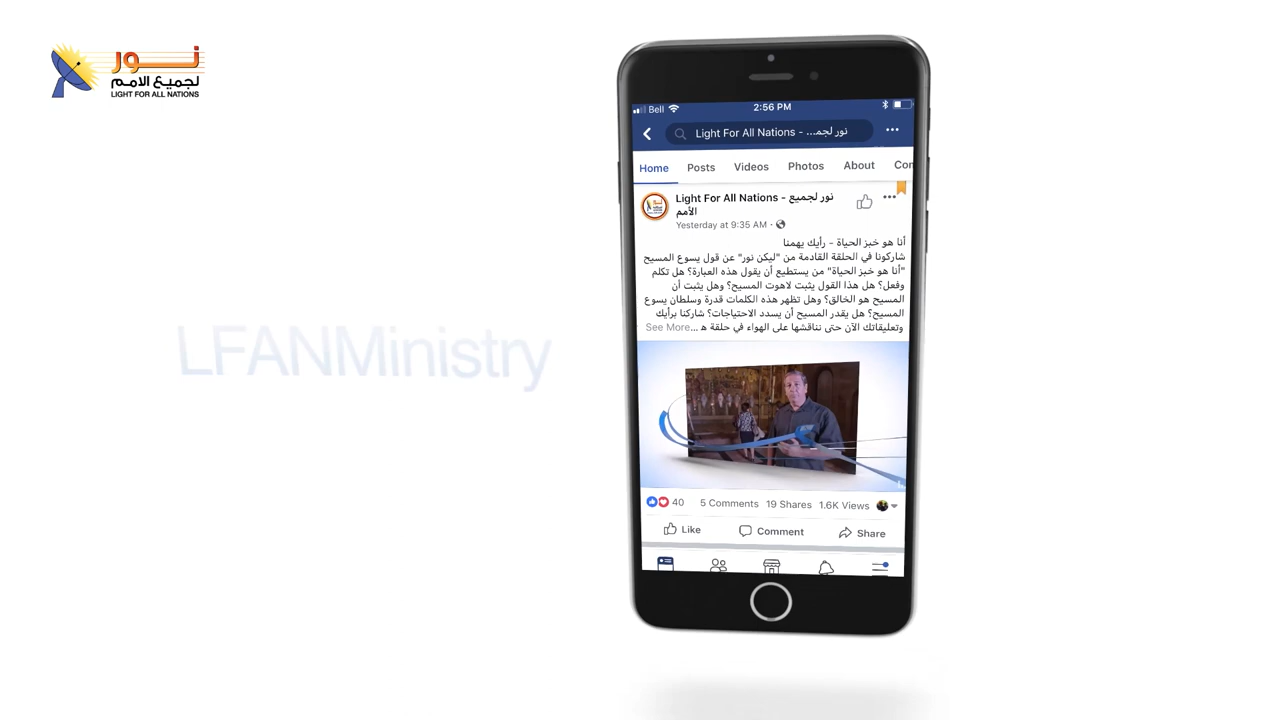 نور
لجميع الامم
LIGHT FOR ALL NATIONS
LFANMinistry
Bell
2:56 PM
Light For All Nations - ...نور لجمـ
Home Posts Videos Photos About Con
Light For All Nations - نور لجميع
الأمم
Yesterday at 9:35 AM
أنا هو خبز الحياة - رأيك يهمنا
شاركونا في الحلقة القادمة من "ليكن نور" عن قول يسوع المسيح
"أنا هو خبز الحياة" من يستطيع أن يقول هذه العبارة؟ هل تكلم
وفعل؟ هل هذا القول يثبت لاهوت المسيح؟ وهل يثبت أن
المسيح هو الخالق؟ وهل تظهر هذه الكلمات قدرة وسلطان يسوع
المسيح؟ هل يقدر المسيح أن يسدد الاحتياجات؟ شاركنا برأيك
وتعليقاتك الآن حتى نناقشها على الهواء في حلقة هـ ... See More
40 5 Comments 19 Shares 1.6K Views
Like Comment Share